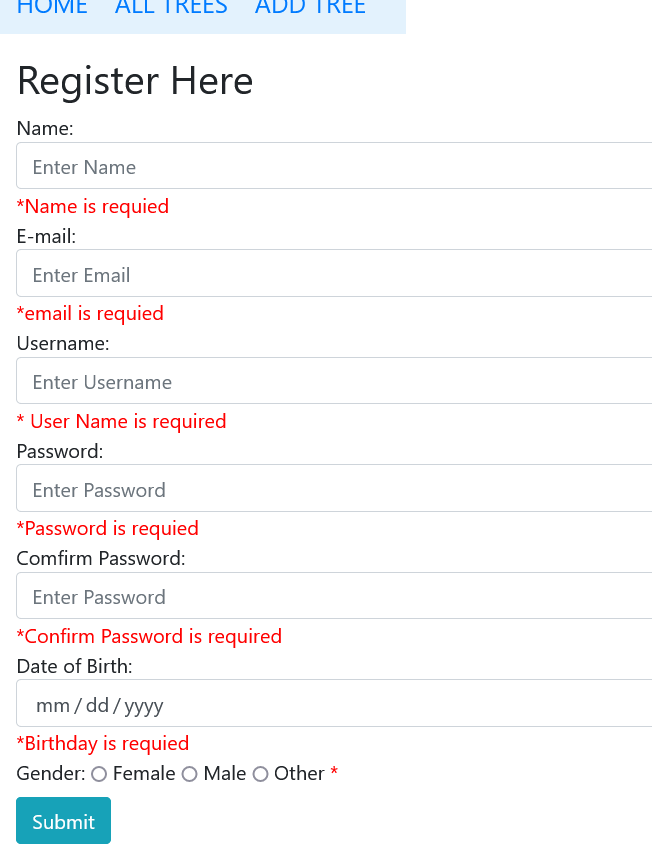 HOME ALL TREES ADD TREE
Register Here
Name:
Enter Name
*Name is requied
E-mail:
Enter Email
*email is requied
Username:
Enter Username
* User Name is required
Password:
Enter Password
*Password is requied
Comfirm Password:
Enter Password
*Confirm Password is required
Date of Birth:
mm/dd/yyyy
*Birthday is requied
Gender: Female Male Other *
Submit